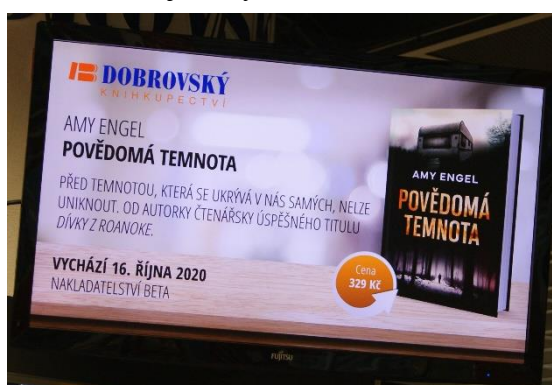 DOBROVSKÝ
KNIHKUPECTVÍ
AMY ENGEL
POVĚDOMÁ TEMNOTA
PŘED TEMNOTOU, KTERÁ SE UKRÝVÁ V NÁS SAMÝCH, NELZE
UNIKNOUT. OD AUTORKY ČTENÁŘSKY ÚSPĚŠNÉHO TITULU
DÍVKY Z ROANOKE.
VYCHÁZÍ 16. ŘÍJNA 2020
NAKLADATELSTVÍ BETA
Cena
329 Kč
AMY ENGEL
POVĚDOMÁ
TEMNOTA
FUJITSU